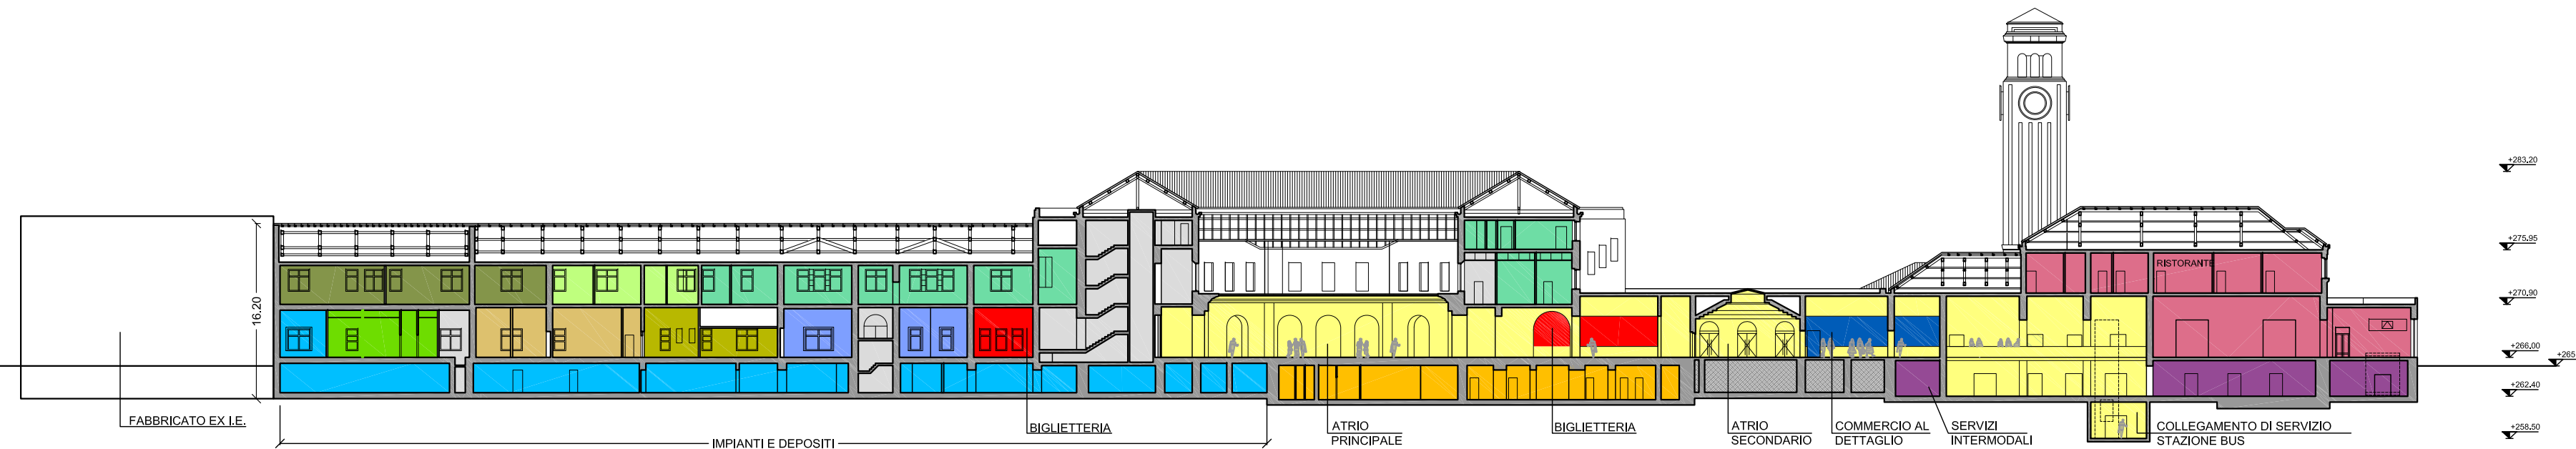 +283,20
+275,95
RISTORANTE
+270,90
16.20
+266,00
+265
+262,40
FABBRICATO EX I.E.
IMPIANTI E DEPOSITI
BIGLIETTERIA
ATRIO
PRINCIPALE
BIGLIETTERIA
ATRIO
SECONDARIO
COMMERCIO AL
DETTAGLIO
SERVIZI
INTERMODALI
COLLEGAMENTO DI SERVIZIO
STAZIONE BUS
+258,50